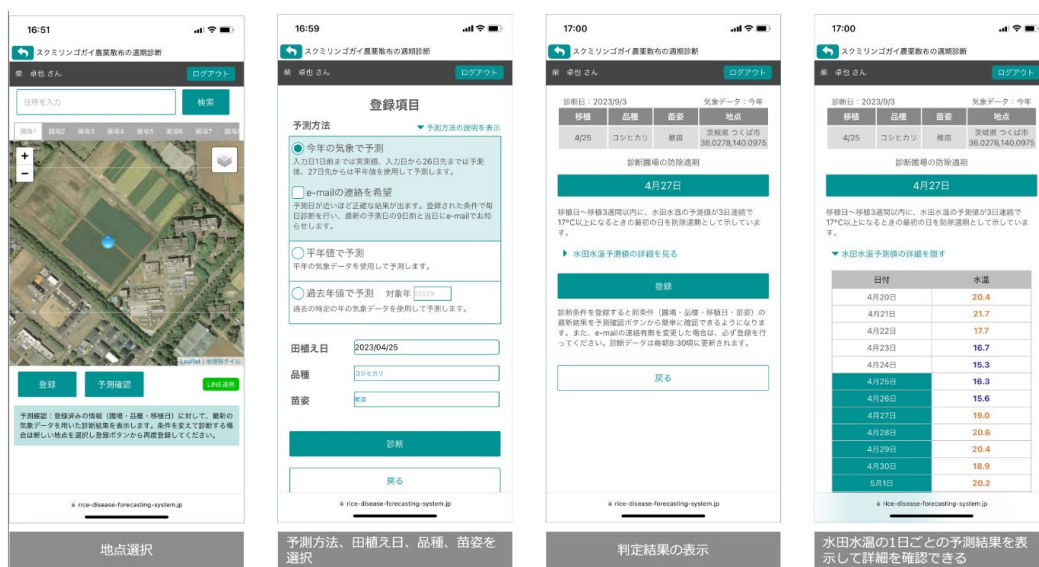 16:51
スクミリンゴガイ農薬散布の適期診断
柴 卓也 さん
ログアウト
住所を入力
検索
圃場1 圃場2 圃場3 圃場4 圃場5 圃場6 圃場7
+
−
Leaflet | 地理院タイル
登録
予測確認
LINE連携
予測確認：登録済みの情報（圃場・品種・移植日）に対して、最新の
気象データを用いた診断結果を表示します。条件を変えて診断する場
合は新しい地点を選択し登録ボタンから再度登録してください。
rice-disease-forecasting-system.jp
地点選択
16:59
スクミリンゴガイ農薬散布の適期診断
柴 卓也 さん
ログアウト
登録項目
予測方法
▼ 予測方法の説明を表示
今年の気象で予測
入力日1日前までは実測値、入力日から26日先までは予測
値、27日先からは平年値を使用して予測します。
e-mailの連絡を希望
予測日が近いほど正確な結果が出ます。登録された条件で毎
日診断を行い、最新の予測日の9日前と当日にe-mailでお知
らせします。
平年値で予測
平年の気象データを使用して予測します。
過去年値で予測 対象年
過去の特定の年の気象データを使用して予測します。
田植え日 2023/04/25
品種 コシヒカリ
苗姿 稚苗
診断
戻る
rice-disease-forecasting-system.jp
予測方法、田植え日、品種、苗姿を
選択
17:00
スクミリンゴガイ農薬散布の適期診断
柴 卓也 さん
ログアウト
診断日：2023/9/3 気象データ：今年
移植 品種 苗姿 地点
4/25 コシヒカリ 稚苗 茨城県 つくば市
36.0278,140.0975
診断圃場の防除適期
4月27日
移植日〜移植3週間以内に、水田水温の予測値が3日連続で
17℃以上になるときの最初の日を防除適期として示していま
す。
▶ 水田水温予測値の詳細を見る
登録
診断条件を登録すると同条件（圃場・品種・移植日・苗姿）の
最新結果を予測確認ボタンから簡単に確認できるようになりま
す。また、e-mailの連絡有無を変更した場合は、必ず登録を行
ってください。診断データは毎朝8:30頃に更新されます。
戻る
rice-disease-forecasting-system.jp
判定結果の表示
17:00
スクミリンゴガイ農薬散布の適期診断
柴 卓也 さん
ログアウト
診断日：2023/9/3 気象データ：今年
移植 品種 苗姿 地点
4/25 コシヒカリ 稚苗 茨城県 つくば市
36.0278,140.0975
診断圃場の防除適期
4月27日
移植日〜移植3週間以内に、水田水温の予測値が3日連続で
17℃以上になるときの最初の日を防除適期として示していま
す。
▼ 水田水温予測値の詳細を隠す
日付 水温
4月20日 20.4
4月21日 21.7
4月22日 17.7
4月23日 16.7
4月24日 15.3
4月25日 16.3
4月26日 15.6
4月27日 19.0
4月28日 20.6
4月29日 20.4
4月30日 18.9
5月1日 20.2
rice-disease-forecasting-system.jp
水田水温の1日ごとの予測結果を表
示して詳細を確認できる